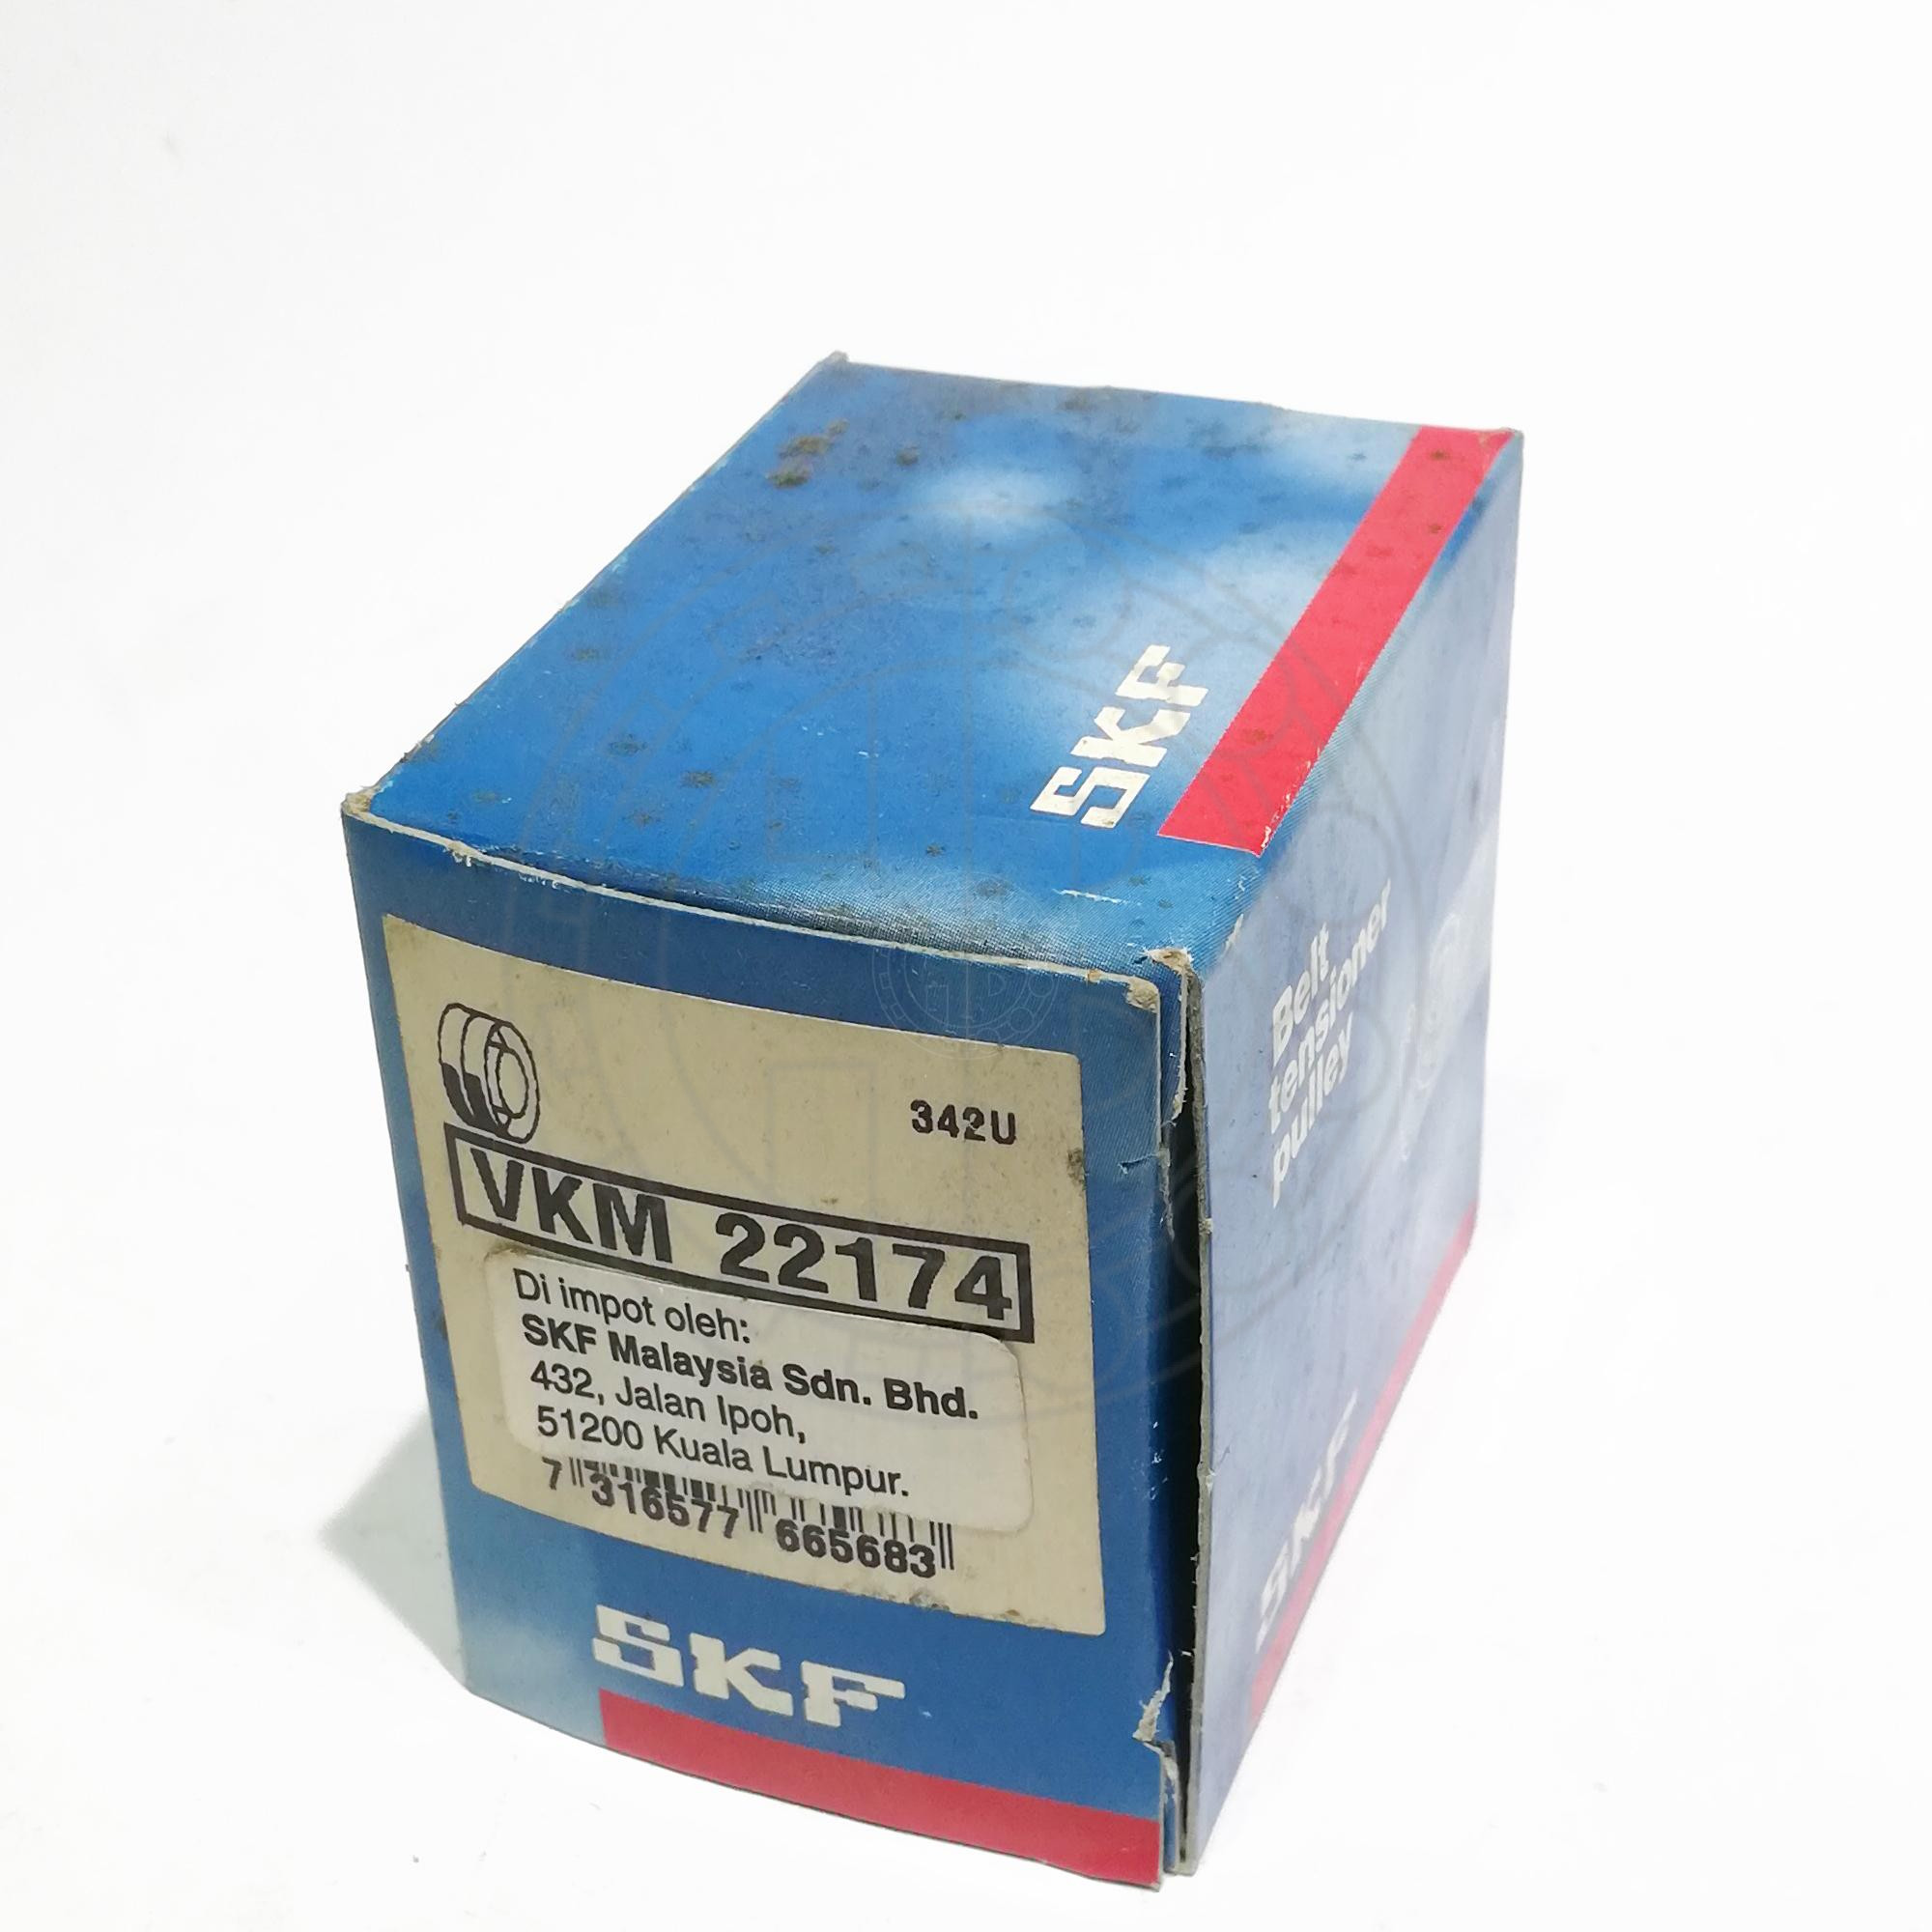 SKF
Belt
tensioner
pulley
342U
VKM 22174
Di impot oleh:
SKF Malaysia Sdn. Bhd.
432, Jalan Ipoh,
51200 Kuala Lumpur.
7 316577 665683
SKF
SKF